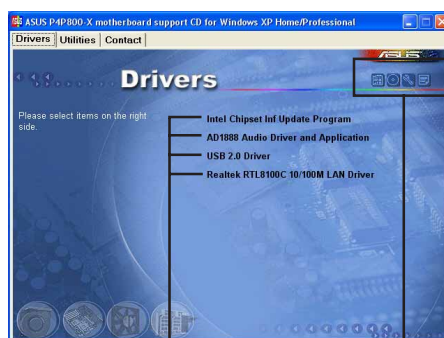 ASUS P4P800-X motherboard support CD for Windows XP Home/Professional
Drivers Utilities Contact
ASUS
Drivers
Please select items on the right
side.
Intel Chipset Inf Update Program
AD1888 Audio Driver and Application
USB 2.0 Driver
Realtek RTL8100C 10/100M LAN Driver